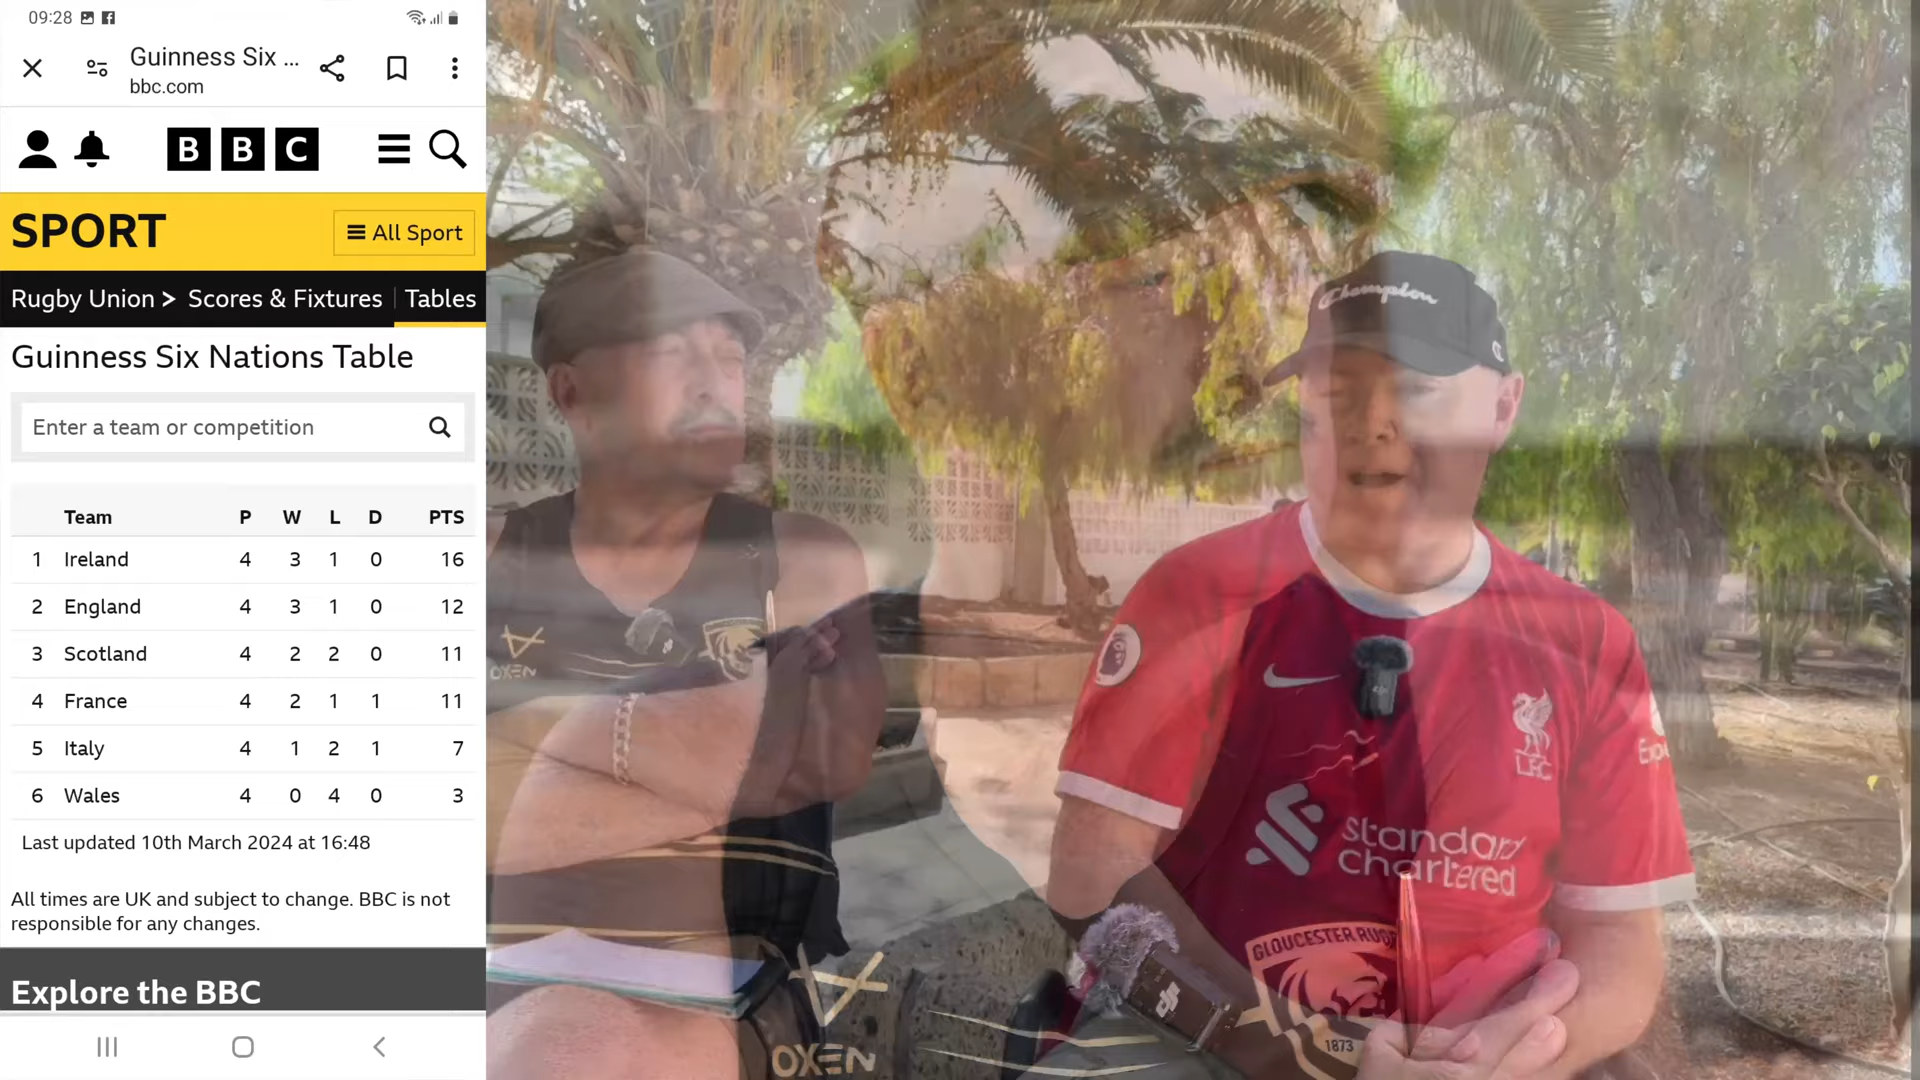 09:28
Guinness Six ...
bbc.com
BBC
SPORT
All Sport
Rugby Union > Scores & Fixtures Tables
Guinness Six Nations Table
Enter a team or competition
Team P W L D PTS
1 Ireland 4 3 1 0 16
2 England 4 3 1 0 12
3 Scotland 4 2 2 0 11
4 France 4 2 1 1 11
5 Italy 4 1 2 1 7
6 Wales 4 0 4 0 3
Last updated 10th March 2024 at 16:48
All times are UK and subject to change. BBC is not
responsible for any changes.
Explore the BBC
Champion
OXEN
LFC
standard
chartered
GLOUCESTER RUG
1873
OXEN